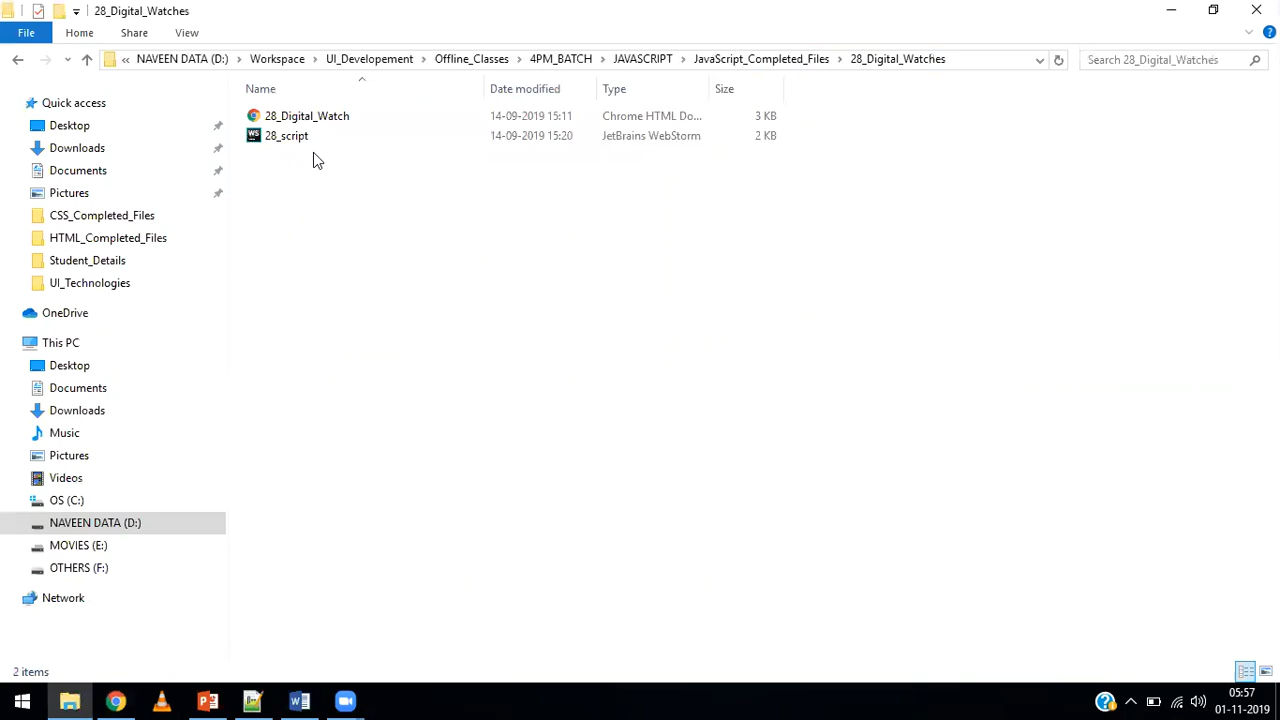 28_Digital_Watches
File Home Share View
« NAVEEN DATA (D:) Workspace UI_Developement Offline_Classes 4PM_BATCH JAVASCRIPT JavaScript_Completed_Files 28_Digital_Watches
Search 28_Digital_Watches
Name Date modified Type Size
28_Digital_Watch 14-09-2019 15:11 Chrome HTML Do... 3 KB
28_script 14-09-2019 15:20 JetBrains WebStorm 2 KB
Quick access
Desktop
Downloads
Documents
Pictures
CSS_Completed_Files
HTML_Completed_Files
Student_Details
UI_Technologies
OneDrive
This PC
Desktop
Documents
Downloads
Music
Pictures
Videos
OS (C:)
NAVEEN DATA (D:)
MOVIES (E:)
OTHERS (F:)
Network
2 items
05:57
01-11-2019